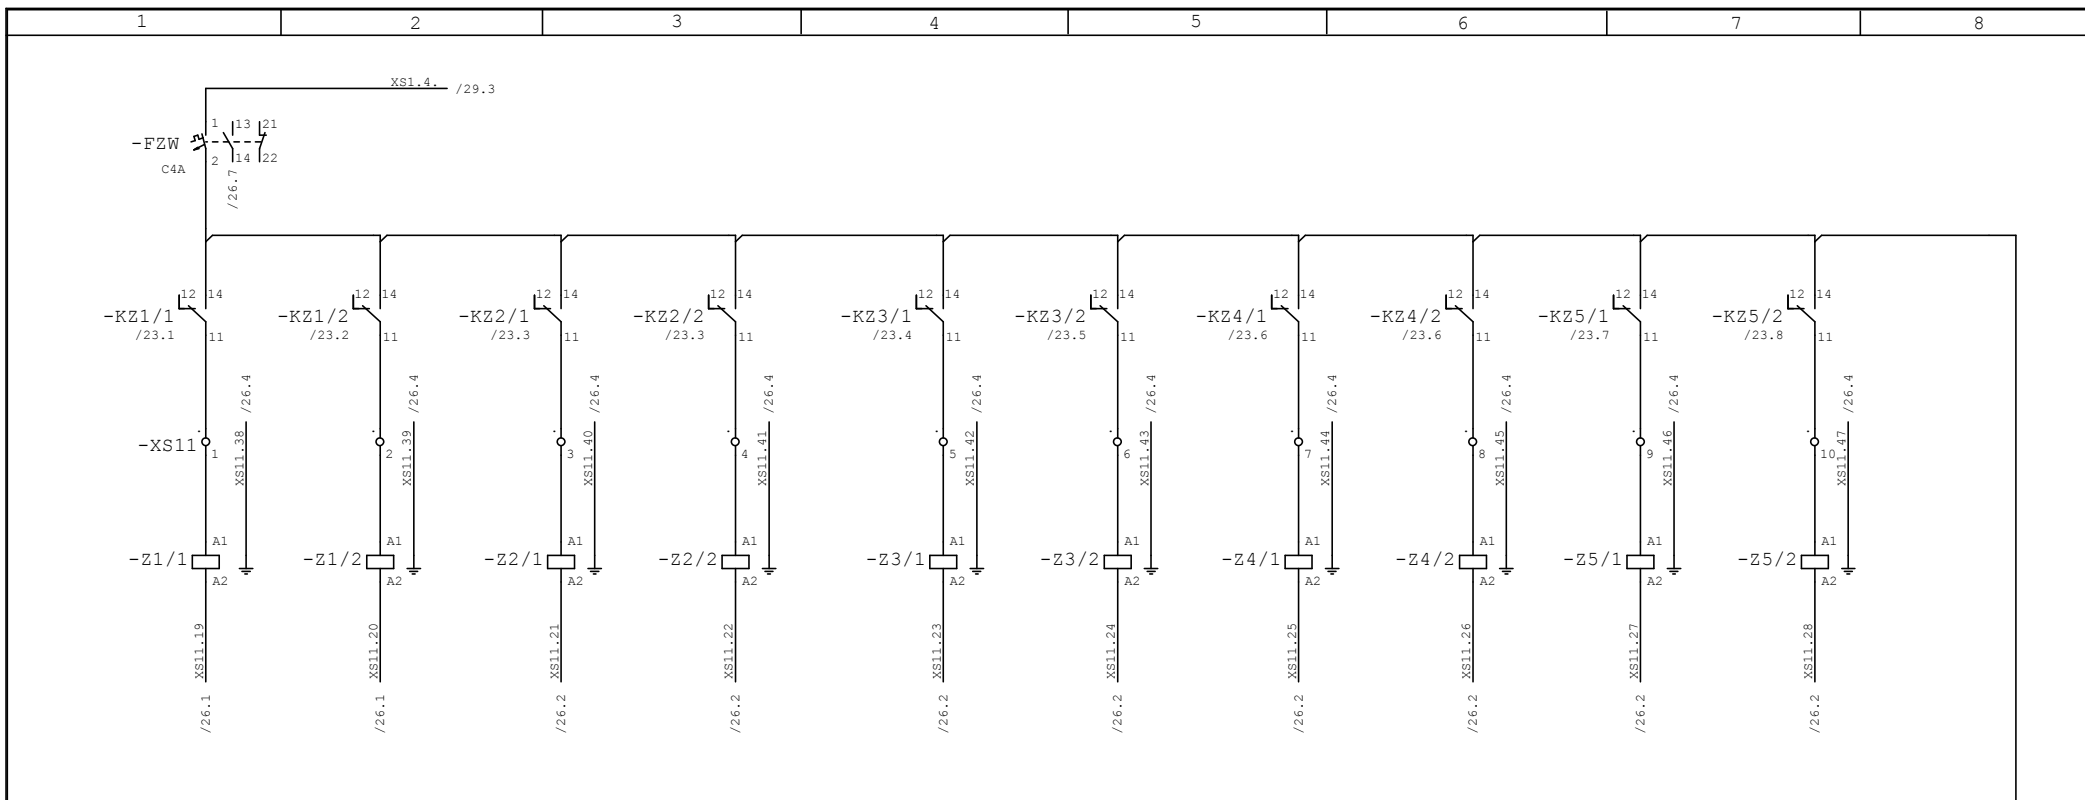 1 2 3 4 5 6 7 8
XS1.4. /29.3
1 13 21
-FZW
2 14 22
C4A
/26.7
12 14 12 14 12 14 12 14 12 14 12 14 12 14 12 14 12 14 12 14
-KZ1/1 -KZ1/2 -KZ2/1 -KZ2/2 -KZ3/1 -KZ3/2 -KZ4/1 -KZ4/2 -KZ5/1 -KZ5/2
/23.1 11 /23.2 11 /23.3 11 /23.3 11 /23.4 11 /23.5 11 /23.6 11 /23.6 11 /23.7 11 /23.8 11
/26.4 /26.4 /26.4 /26.4 /26.4 /26.4 /26.4 /26.4 /26.4 /26.4
-XS11
1 2 3 4 5 6 7 8 9 10
XS11.38 XS11.39 XS11.40 XS11.41 XS11.42 XS11.43 XS11.44 XS11.45 XS11.46 XS11.47
A1 A1 A1 A1 A1 A1 A1 A1 A1 A1
-Z1/1 -Z1/2 -Z2/1 -Z2/2 -Z3/1 -Z3/2 -Z4/1 -Z4/2 -Z5/1 -Z5/2
A2 A2 A2 A2 A2 A2 A2 A2 A2 A2
XS11.19 XS11.20 XS11.21 XS11.22 XS11.23 XS11.24 XS11.25 XS11.26 XS11.27 XS11.28
/26.1 /26.1 /26.2 /26.2 /26.2 /26.2 /26.2 /26.2 /26.2 /26.2